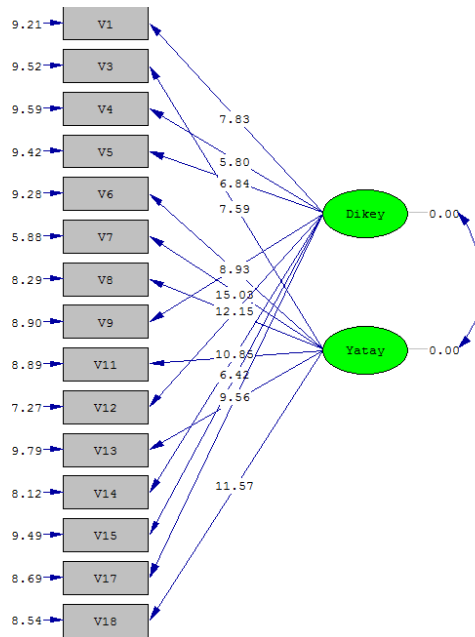 9.21 V1
9.52 V3
9.59 V4
9.42 V5
9.28 V6
5.88 V7
8.29 V8
8.90 V9
8.89 V11
7.27 V12
9.79 V13
8.12 V14
9.49 V15
8.69 V17
8.54 V18
7.83
5.80
6.84
7.59
8.93
15.03
12.15
10.85
6.42
9.56
11.57
Dikey 0.00
Yatay 0.00